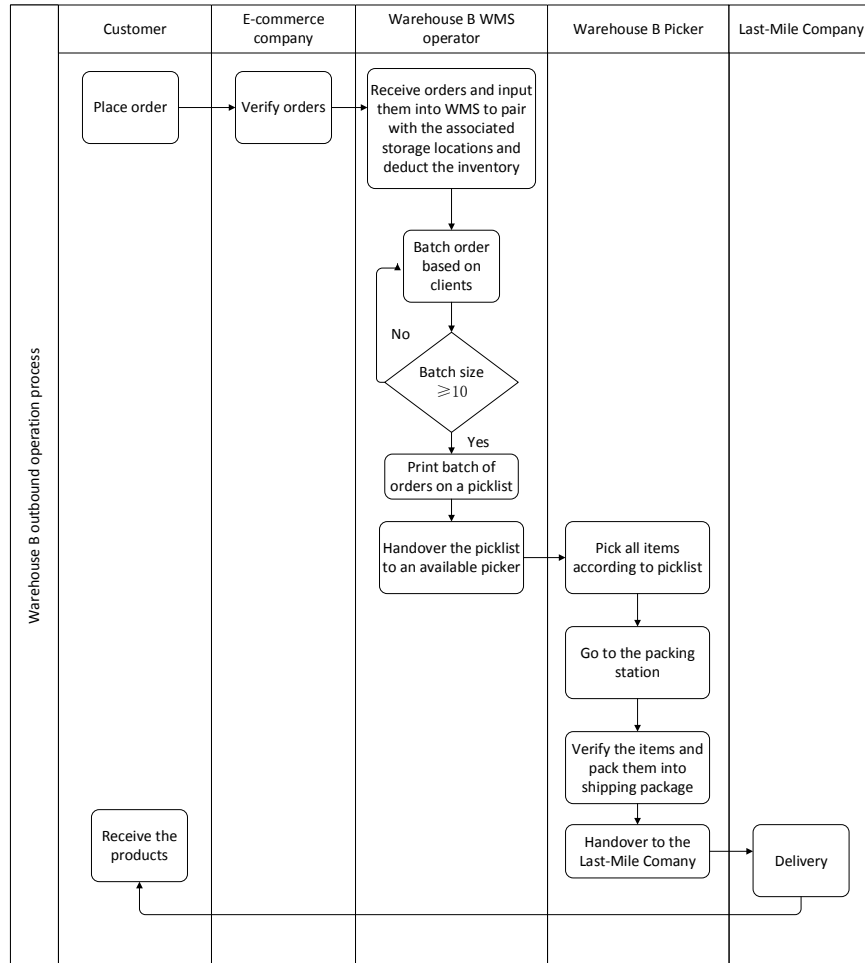 Customer
E-commerce
company
Warehouse B WMS
operator
Warehouse B Picker
Last-Mile Company
Warehouse B outbound operation process
Place order
Verify orders
Receive orders and input
them into WMS to pair
with the associated
storage locations and
deduct the inventory
Batch order
based on
clients
No
Batch size
≥10
Yes
Print batch of
orders on a picklist
Handover the picklist
to an available picker
Pick all items
according to picklist
Go to the packing
station
Verify the items and
pack them into
shipping package
Handover to the
Last-Mile Comany
Delivery
Receive the
products